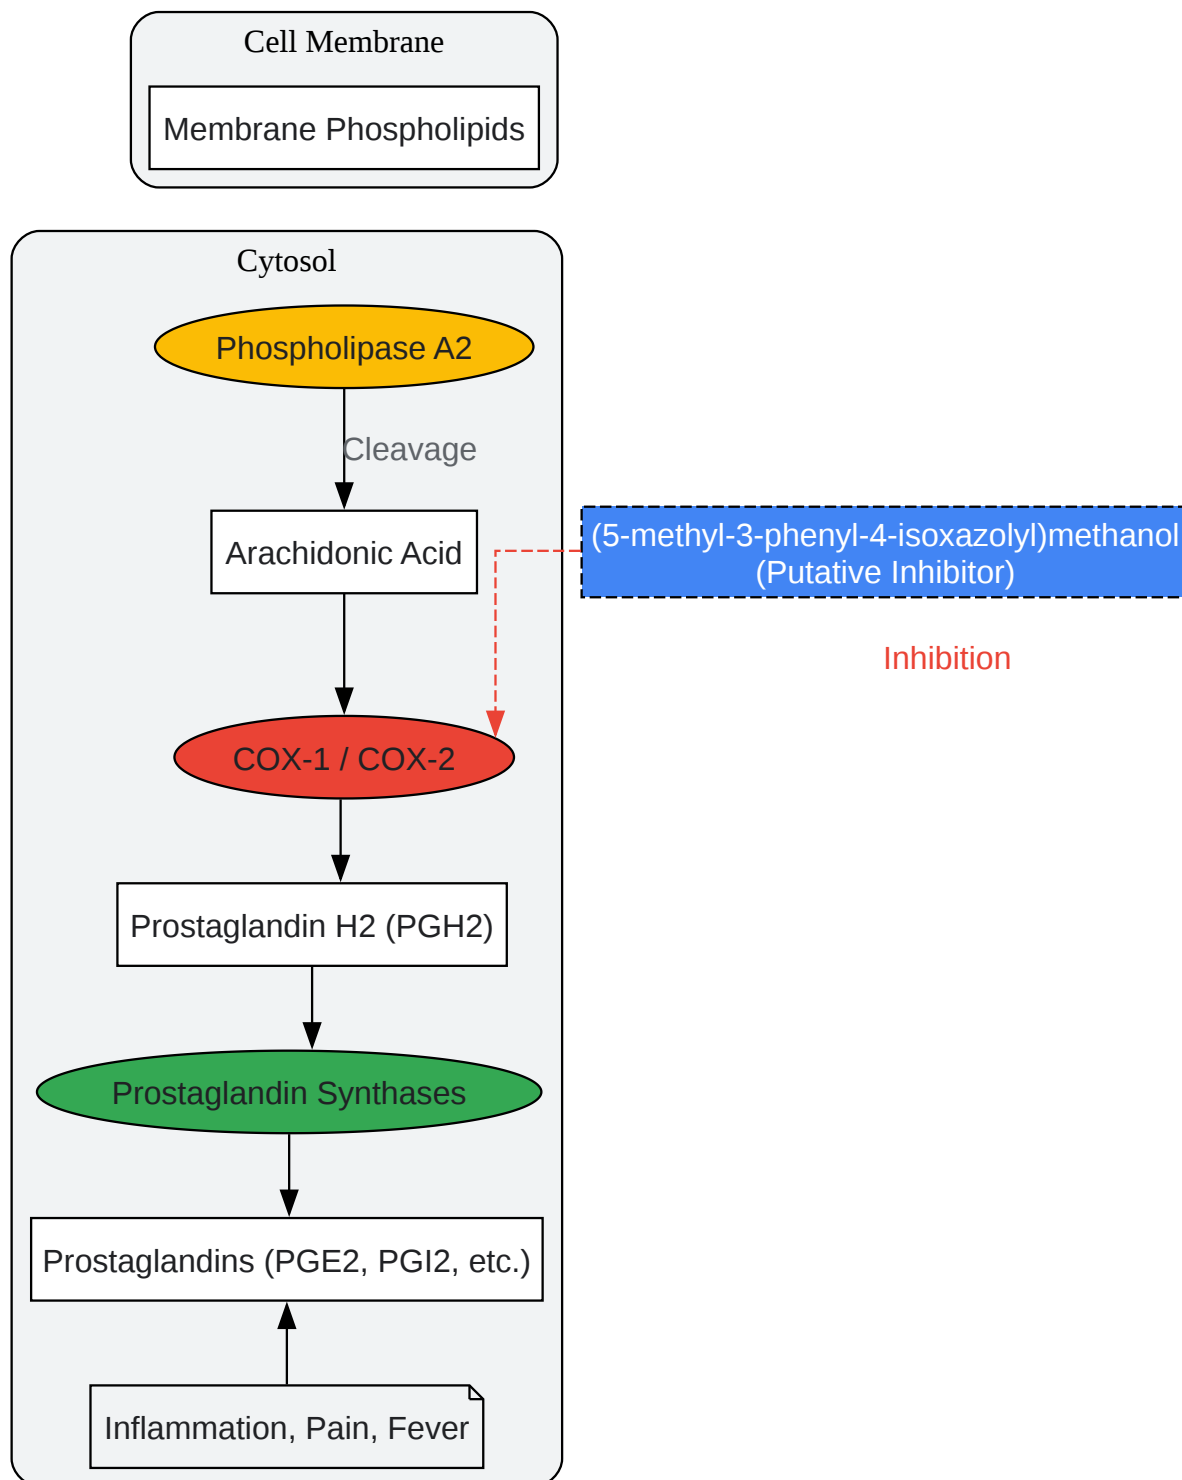 Cell Membrane
Membrane Phospholipids
Cytosol
Phospholipase A2
Cleavage
Arachidonic Acid
(5-methyl-3-phenyl-4-isoxazolyl)methanol
(Putative Inhibitor)
Inhibition
COX-1 / COX-2
Prostaglandin H2 (PGH2)
Prostaglandin Synthases
Prostaglandins (PGE2, PGI2, etc.)
Inflammation, Pain, Fever